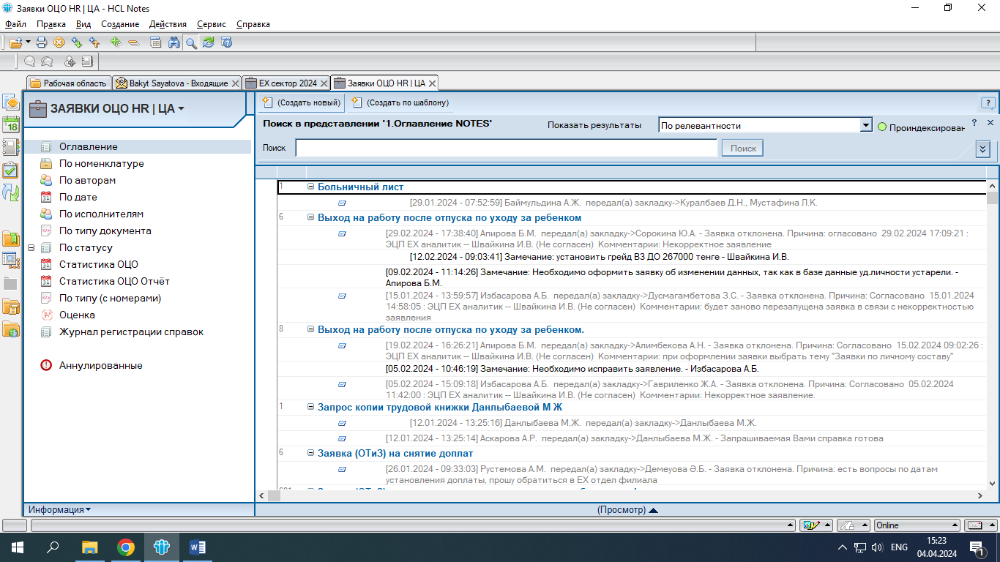 Заявки ОЦО HR | ЦА - HCL Notes
Файл Правка Вид Создание Действия Сервис Справка
Рабочая область Bakyt Sayatova - Входящие EX сектор 2024 Заявки ОЦО HR | ЦА
18
ЗАЯВКИ ОЦО HR | ЦА
Оглавление
По номенклатуре
По авторам
По дате
По исполнителям
По типу документа
По статусу
Статистика ОЦО
Статистика ОЦО Отчёт
По типу (с номерами)
Оценка
Журнал регистрации справок
Аннулированные
(Создать новый) (Создать по шаблону)
Поиск в представлении '1.Оглавление NOTES' Показать результаты По релевантности Проиндексирован
Поиск Поиск
1 Больничный лист
[29.01.2024 - 07:52:59] Баймульдина А.Ж. передал(а) закладку->Куралбаев Д.Н., Мустафина Л.К.
6 Выход на работу после отпуска по уходу за ребенком
[29.02.2024 - 17:38:40] Апирова Б.М. передал(а) закладку->Сорокина Ю.А. - Заявка отклонена. Причина: огласовано 29.02.2024 17:09:21 :
ЭЦП EX аналитик -- Швайкина И.В. (Не согласен) Комментарии: Некорректное заявление
[12.02.2024 - 09:03:41] Замечание: установить грейд В3 ДО 267000 тенге - Швайкина И.В.
[09.02.2024 - 11:14:26] Замечание: Необходимо оформить заявку об изменении данных, так как в базе данные уд.личности устарели. -
Апирова Б.М.
[15.01.2024 - 13:59:57] Избасарова А.Б. передал(а) закладку->Дусмагамбетова З.С. - Заявка отклонена. Причина: Согласовано 15.01.2024
14:58:05 : ЭЦП EX аналитик -- Швайкина И.В. (Не согласен) Комментарии: будет заново перезапущена заявка в связи с некорректностью
заявления
8 Выход на работу после отпуска по уходу за ребенком.
[19.02.2024 - 16:26:21] Апирова Б.М. передал(а) закладку->Алимбекова А.Н. - Заявка отклонена. Причина: Согласовано 15.02.2024 09:02:26 :
ЭЦП EX аналитик -- Швайкина И.В. (Не согласен) Комментарии: при оформлении заявки выбрать тему "Заявки по личному составу"
[05.02.2024 - 10:46:19] Замечание: Необходимо исправить заявление. - Избасарова А.Б.
[05.02.2024 - 15:09:18] Избасарова А.Б. передал(а) закладку->Гавриленко Ж.А. - Заявка отклонена. Причина: Согласовано 05.02.2024
11:42:00 : ЭЦП EX аналитик -- Швайкина И.В. (Не согласен) Комментарии: Некорректное заявление.
1 Запрос копии трудовой книжки Данлыбаевой М Ж
[12.01.2024 - 13:25:16] Данлыбаева М.Ж. передал(а) закладку->Данлыбаева М.Ж.
[12.01.2024 - 13:25:14] Аскарова А.Р. передал(а) закладку->Данлыбаева М.Ж. - Запрашиваемая Вами справка готова
6 Заявка (ОТиЗ) на снятие доплат
[26.01.2024 - 09:33:03] Рустемова А.М. передал(а) закладку->Демеуова Ә.Б. - Заявка отклонена. Причина: есть вопросы по датам
установления доплаты, прошу обратиться в EX отдел филиала
Информация (Просмотр)
Online
ENG 15:23
04.04.2024
1